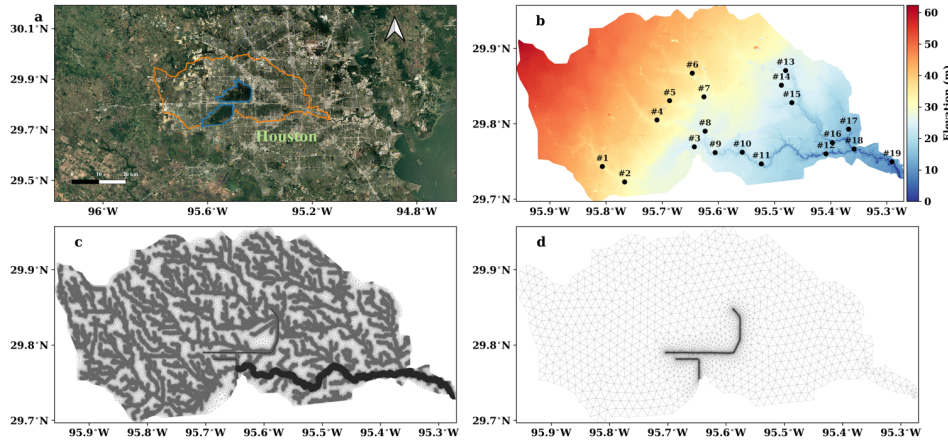 a
30.1°N
29.9°N
29.7°N
29.5°N
Houston
96°W
95.6°W
95.2°W
94.8°W
b
29.9°N
29.8°N
29.7°N
#1
#2
#3
#4
#5
#6
#7
#8
#9
#10
#11
#13
#14
#15
#16
#17
#18
#19
95.9°W
95.8°W
95.7°W
95.6°W
95.5°W
95.4°W
95.3°W
60
50
40
30
20
10
0
Elevation (m)
c
29.9°N
29.8°N
29.7°N
95.9°W
95.8°W
95.7°W
95.6°W
95.5°W
95.4°W
95.3°W
d
29.9°N
29.8°N
29.7°N
95.9°W
95.8°W
95.7°W
95.6°W
95.5°W
95.4°W
95.3°W